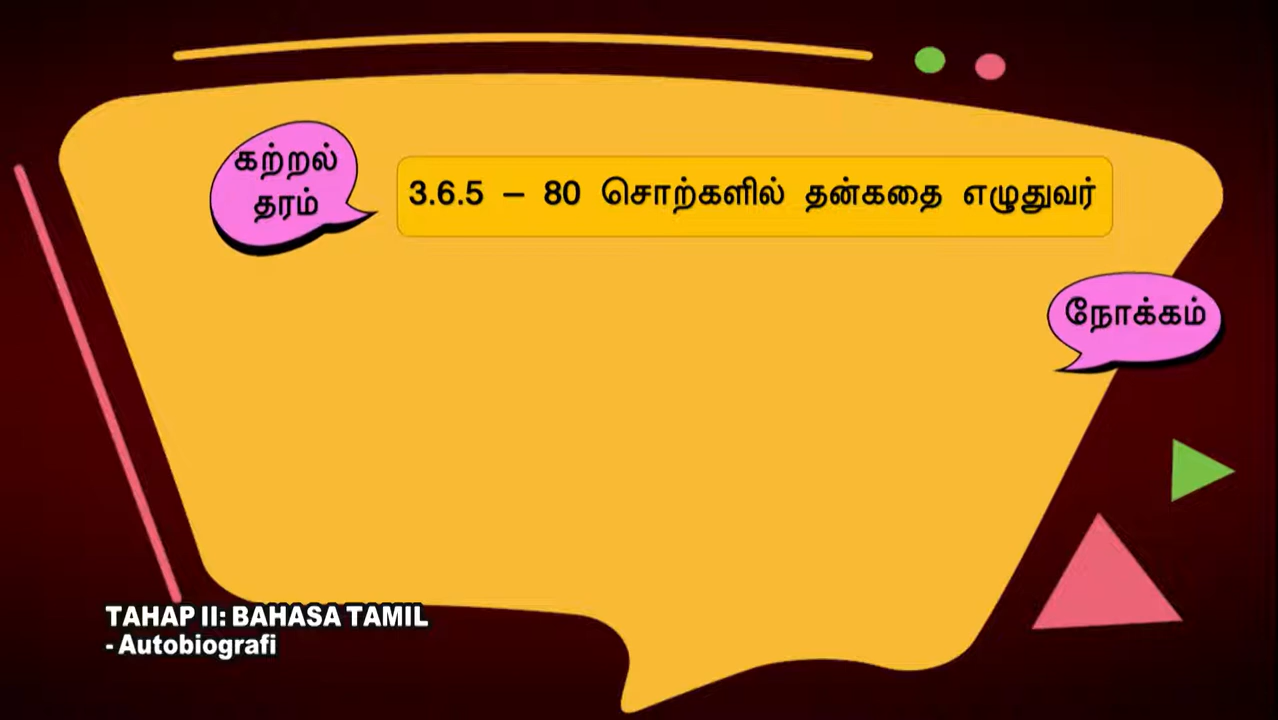 கற்றல்
தரம்
3.6.5 – 80 சொற்களில் தன்கதை எழுதுவர்
நோக்கம்
TAHAP II: BAHASA TAMIL
- Autobiografi